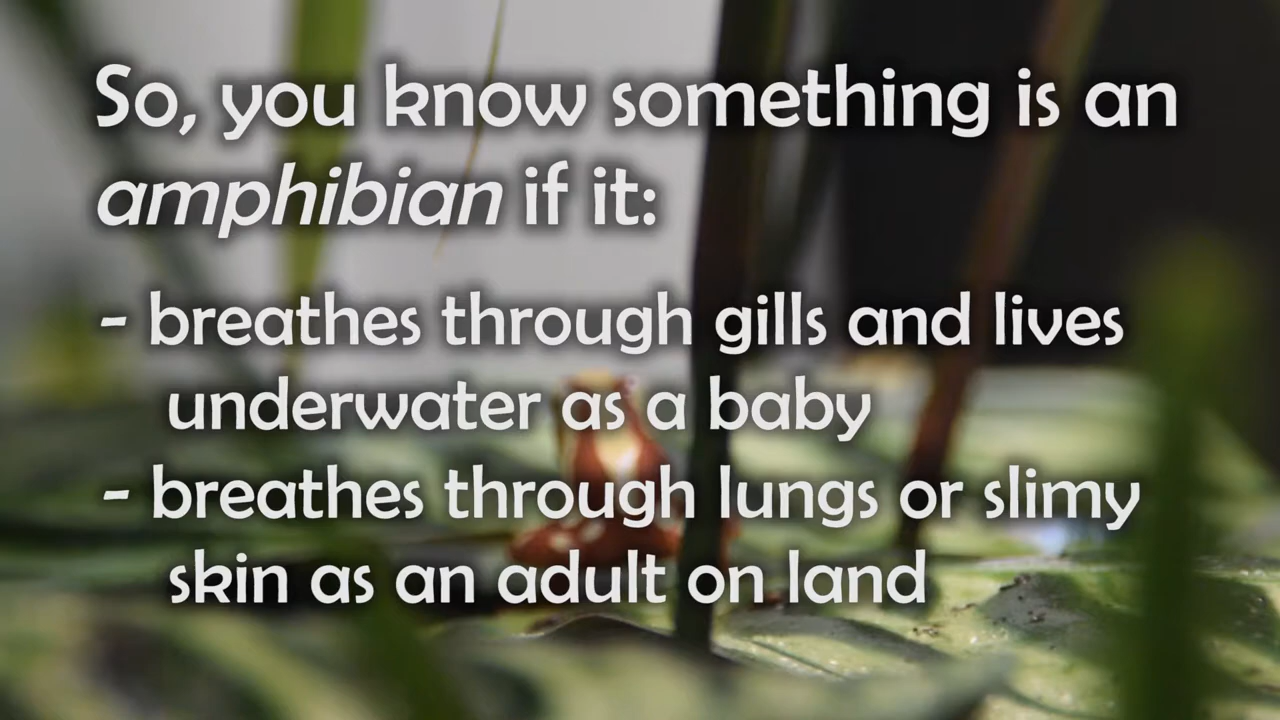 So, you know something is an
amphibian if it:
- breathes through gills and lives
underwater as a baby
- breathes through lungs or slimy
skin as an adult on land